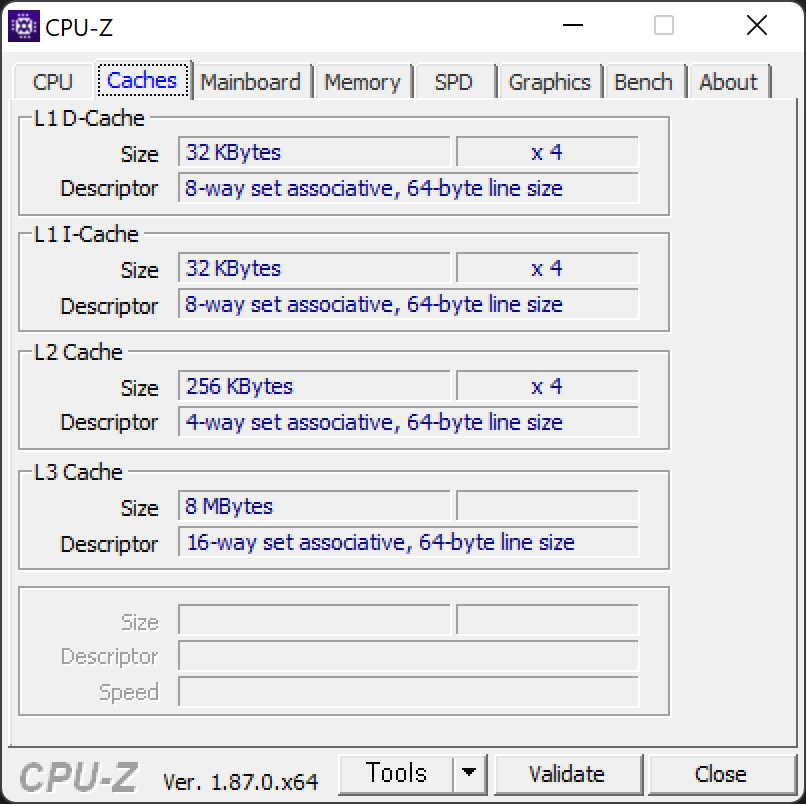 CPU-Z
CPU Caches Mainboard Memory SPD Graphics Bench About
L1 D-Cache
Size 32 KBytes x 4
Descriptor 8-way set associative, 64-byte line size
L1 I-Cache
Size 32 KBytes x 4
Descriptor 8-way set associative, 64-byte line size
L2 Cache
Size 256 KBytes x 4
Descriptor 4-way set associative, 64-byte line size
L3 Cache
Size 8 MBytes
Descriptor 16-way set associative, 64-byte line size
Size
Descriptor
Speed
CPU-Z Ver. 1.87.0.x64 Tools Validate Close